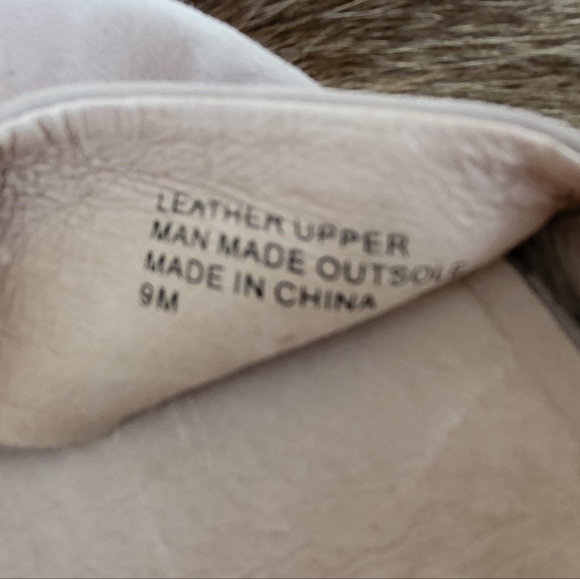 LEATHER UPPER
MAN MADE OUTSOLE
MADE IN CHINA
9M